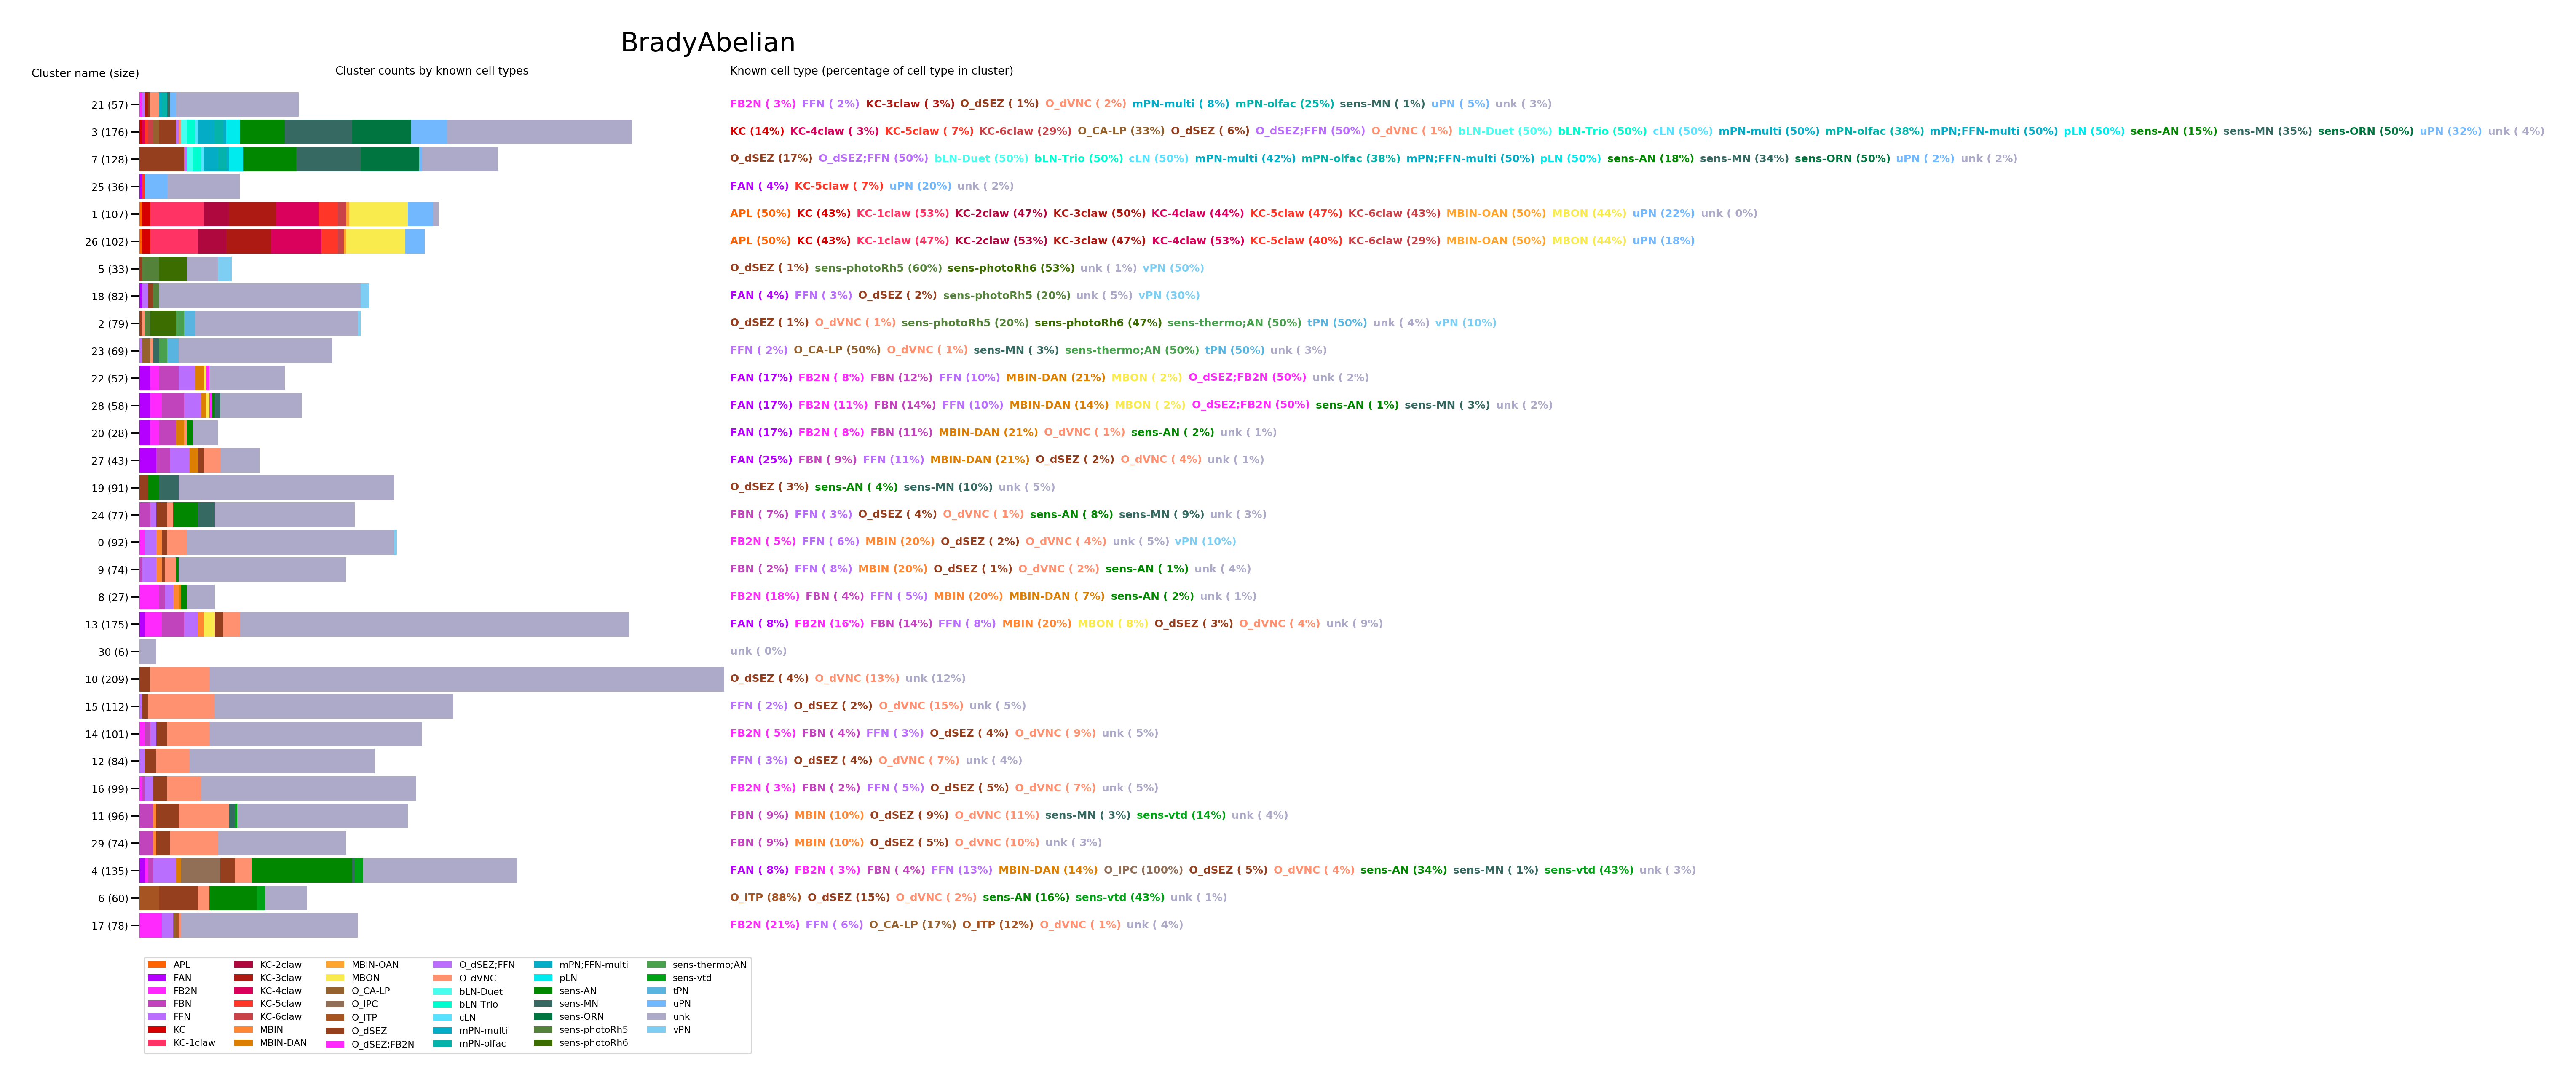 BradyAbelian
Cluster name (size)
Cluster counts by known cell types
Known cell type (percentage of cell type in cluster)
21 (57) FB2N ( 3%) FFN ( 2%) KC-3claw ( 3%) O_dSEZ ( 1%) O_dVNC ( 2%) mPN-multi ( 8%) mPN-olfac (25%) sens-MN ( 1%) uPN ( 5%) unk ( 3%)
3 (176) KC (14%) KC-4claw ( 3%) KC-5claw ( 7%) KC-6claw (29%) O_CA-LP (33%) O_dSEZ ( 6%) O_dSEZ;FFN (50%) O_dVNC ( 1%) bLN-Duet (50%) bLN-Trio (50%) cLN (50%) mPN-multi (50%) mPN-olfac (38%) mPN;FFN-multi (50%) pLN (50%) sens-AN (15%) sens-MN (35%) sens-ORN (50%) uPN (32%) unk ( 4%)
7 (128) O_dSEZ (17%) O_dSEZ;FFN (50%) bLN-Duet (50%) bLN-Trio (50%) cLN (50%) mPN-multi (42%) mPN-olfac (38%) mPN;FFN-multi (50%) pLN (50%) sens-AN (18%) sens-MN (34%) sens-ORN (50%) uPN ( 2%) unk ( 2%)
25 (36) FAN ( 4%) KC-5claw ( 7%) uPN (20%) unk ( 2%)
1 (107) APL (50%) KC (43%) KC-1claw (53%) KC-2claw (47%) KC-3claw (50%) KC-4claw (44%) KC-5claw (47%) KC-6claw (43%) MBIN-OAN (50%) MBON (44%) uPN (22%) unk ( 0%)
26 (102) APL (50%) KC (43%) KC-1claw (47%) KC-2claw (53%) KC-3claw (47%) KC-4claw (53%) KC-5claw (40%) KC-6claw (29%) MBIN-OAN (50%) MBON (44%) uPN (18%)
5 (33) O_dSEZ ( 1%) sens-photoRh5 (60%) sens-photoRh6 (53%) unk ( 1%) vPN (50%)
18 (82) FAN ( 4%) FFN ( 3%) O_dSEZ ( 2%) sens-photoRh5 (20%) unk ( 5%) vPN (30%)
2 (79) O_dSEZ ( 1%) O_dVNC ( 1%) sens-photoRh5 (20%) sens-photoRh6 (47%) sens-thermo;AN (50%) tPN (50%) unk ( 4%) vPN (10%)
23 (69) FFN ( 2%) O_CA-LP (50%) O_dVNC ( 1%) sens-MN ( 3%) sens-thermo;AN (50%) tPN (50%) unk ( 3%)
22 (52) FAN (17%) FB2N ( 8%) FBN (12%) FFN (10%) MBIN-DAN (21%) MBON ( 2%) O_dSEZ;FB2N (50%) unk ( 2%)
28 (58) FAN (17%) FB2N (11%) FBN (14%) FFN (10%) MBIN-DAN (14%) MBON ( 2%) O_dSEZ;FB2N (50%) sens-AN ( 1%) sens-MN ( 3%) unk ( 2%)
20 (28) FAN (17%) FB2N ( 8%) FBN (11%) MBIN-DAN (21%) O_dVNC ( 1%) sens-AN ( 2%) unk ( 1%)
27 (43) FAN (25%) FBN ( 9%) FFN (11%) MBIN-DAN (21%) O_dSEZ ( 2%) O_dVNC ( 4%) unk ( 1%)
19 (91) O_dSEZ ( 3%) sens-AN ( 4%) sens-MN (10%) unk ( 5%)
24 (77) FBN ( 7%) FFN ( 3%) O_dSEZ ( 4%) O_dVNC ( 1%) sens-AN ( 8%) sens-MN ( 9%) unk ( 3%)
0 (92) FB2N ( 5%) FFN ( 6%) MBIN (20%) O_dSEZ ( 2%) O_dVNC ( 4%) unk ( 5%) vPN (10%)
9 (74) FBN ( 2%) FFN ( 8%) MBIN (20%) O_dSEZ ( 1%) O_dVNC ( 2%) sens-AN ( 1%) unk ( 4%)
8 (27) FB2N (18%) FBN ( 4%) FFN ( 5%) MBIN (20%) MBIN-DAN ( 7%) sens-AN ( 2%) unk ( 1%)
13 (175) FAN ( 8%) FB2N (16%) FBN (14%) FFN ( 8%) MBIN (20%) MBON ( 8%) O_dSEZ ( 3%) O_dVNC ( 4%) unk ( 9%)
30 (6) unk ( 0%)
10 (209) O_dSEZ ( 4%) O_dVNC (13%) unk (12%)
15 (112) FFN ( 2%) O_dSEZ ( 2%) O_dVNC (15%) unk ( 5%)
14 (101) FB2N ( 5%) FBN ( 4%) FFN ( 3%) O_dSEZ ( 4%) O_dVNC ( 9%) unk ( 5%)
12 (84) FFN ( 3%) O_dSEZ ( 4%) O_dVNC ( 7%) unk ( 4%)
16 (99) FB2N ( 3%) FBN ( 2%) FFN ( 5%) O_dSEZ ( 5%) O_dVNC ( 7%) unk ( 5%)
11 (96) FBN ( 9%) MBIN (10%) O_dSEZ ( 9%) O_dVNC (11%) sens-MN ( 3%) sens-vtd (14%) unk ( 4%)
29 (74) FBN ( 9%) MBIN (10%) O_dSEZ ( 5%) O_dVNC (10%) unk ( 3%)
4 (135) FAN ( 8%) FB2N ( 3%) FBN ( 4%) FFN (13%) MBIN-DAN (14%) O_IPC (100%) O_dSEZ ( 5%) O_dVNC ( 4%) sens-AN (34%) sens-MN ( 1%) sens-vtd (43%) unk ( 3%)
6 (60) O_ITP (88%) O_dSEZ (15%) O_dVNC ( 2%) sens-AN (16%) sens-vtd (43%) unk ( 1%)
17 (78) FB2N (21%) FFN ( 6%) O_CA-LP (17%) O_ITP (12%) O_dVNC ( 1%) unk ( 4%)
APL KC-2claw MBIN-OAN O_dSEZ;FFN mPN;FFN-multi sens-thermo;AN
FAN KC-3claw MBON O_dVNC pLN sens-vtd
FB2N KC-4claw O_CA-LP bLN-Duet sens-AN tPN
FBN KC-5claw O_IPC bLN-Trio sens-MN uPN
FFN KC-6claw O_ITP cLN sens-ORN unk
KC MBIN O_dSEZ mPN-multi sens-photoRh5 vPN
KC-1claw MBIN-DAN O_dSEZ;FB2N mPN-olfac sens-photoRh6